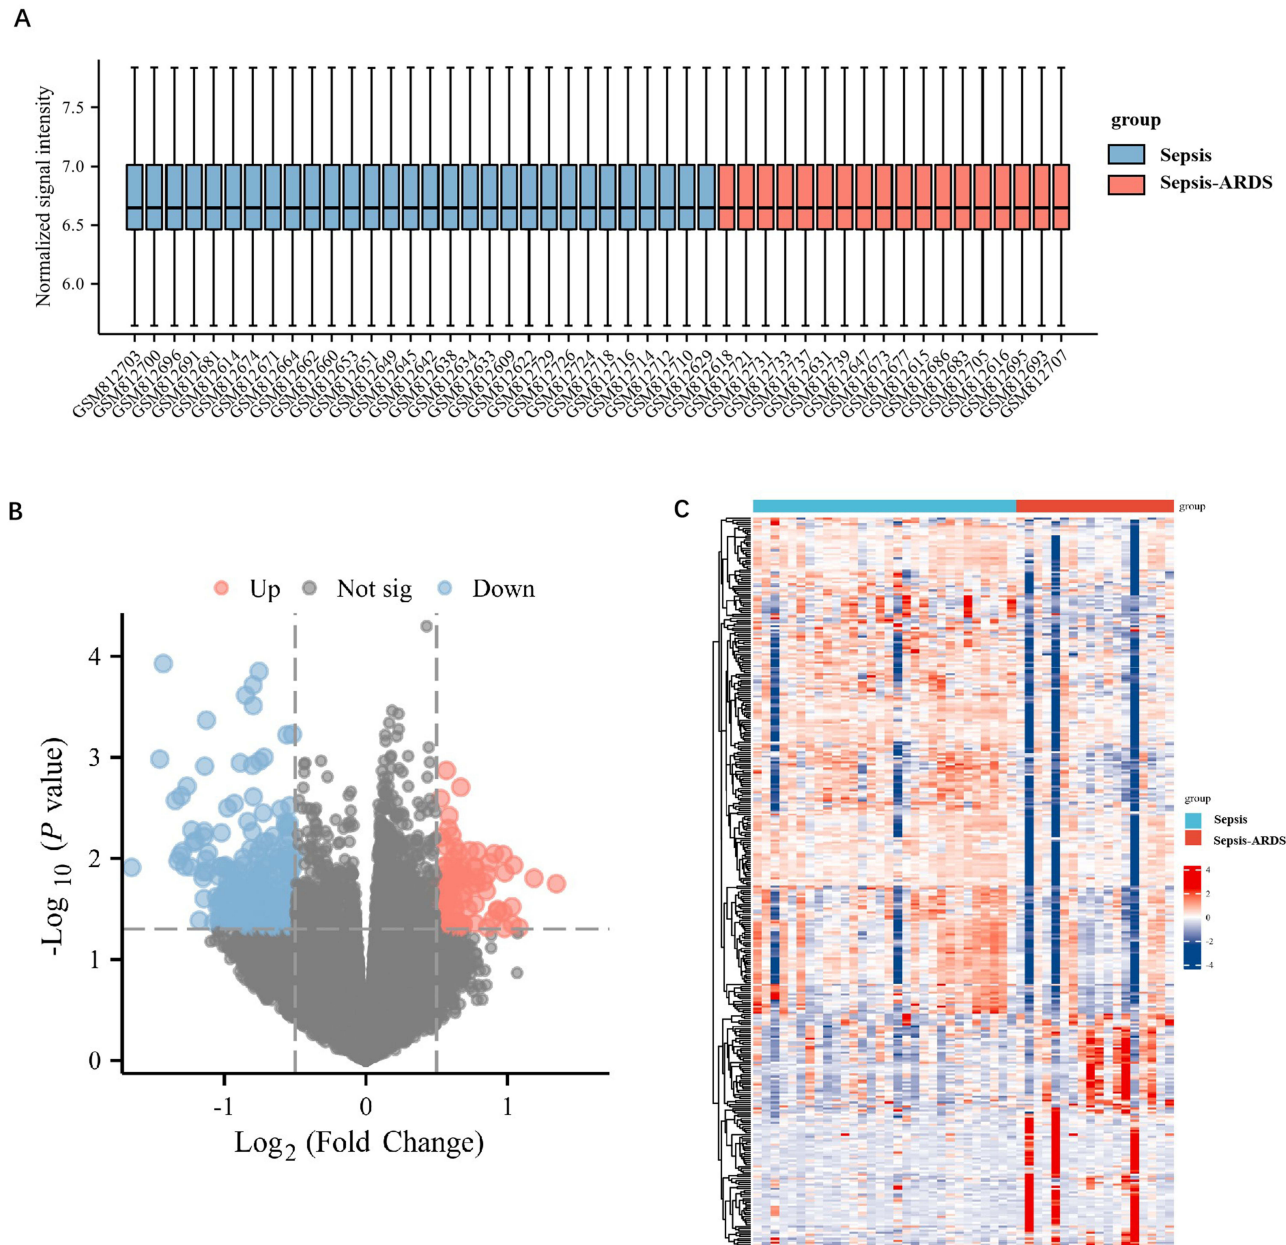 A
Normalized signal intensity
7.5
7.0
6.5
6.0
group
Sepsis
Sepsis-ARDS
GSM812703
GSM812700
GSM812696
GSM812691
GSM812681
GSM812614
GSM812674
GSM812671
GSM812664
GSM812662
GSM812660
GSM812653
GSM812651
GSM812649
GSM812645
GSM812642
GSM812638
GSM812634
GSM812633
GSM812609
GSM812622
GSM812729
GSM812726
GSM812724
GSM812718
GSM812716
GSM812714
GSM812712
GSM812710
GSM812629
GSM812618
GSM812721
GSM812731
GSM812733
GSM812737
GSM812631
GSM812739
GSM812647
GSM812673
GSM812677
GSM812615
GSM812686
GSM812683
GSM812705
GSM812616
GSM812695
GSM812693
GSM812707
B
Up Not sig Down
-Log 10 (P value)
4
3
2
1
0
-1 0 1
Log2 (Fold Change)
C
group
group
Sepsis
Sepsis-ARDS
4
2
0
-2
-4